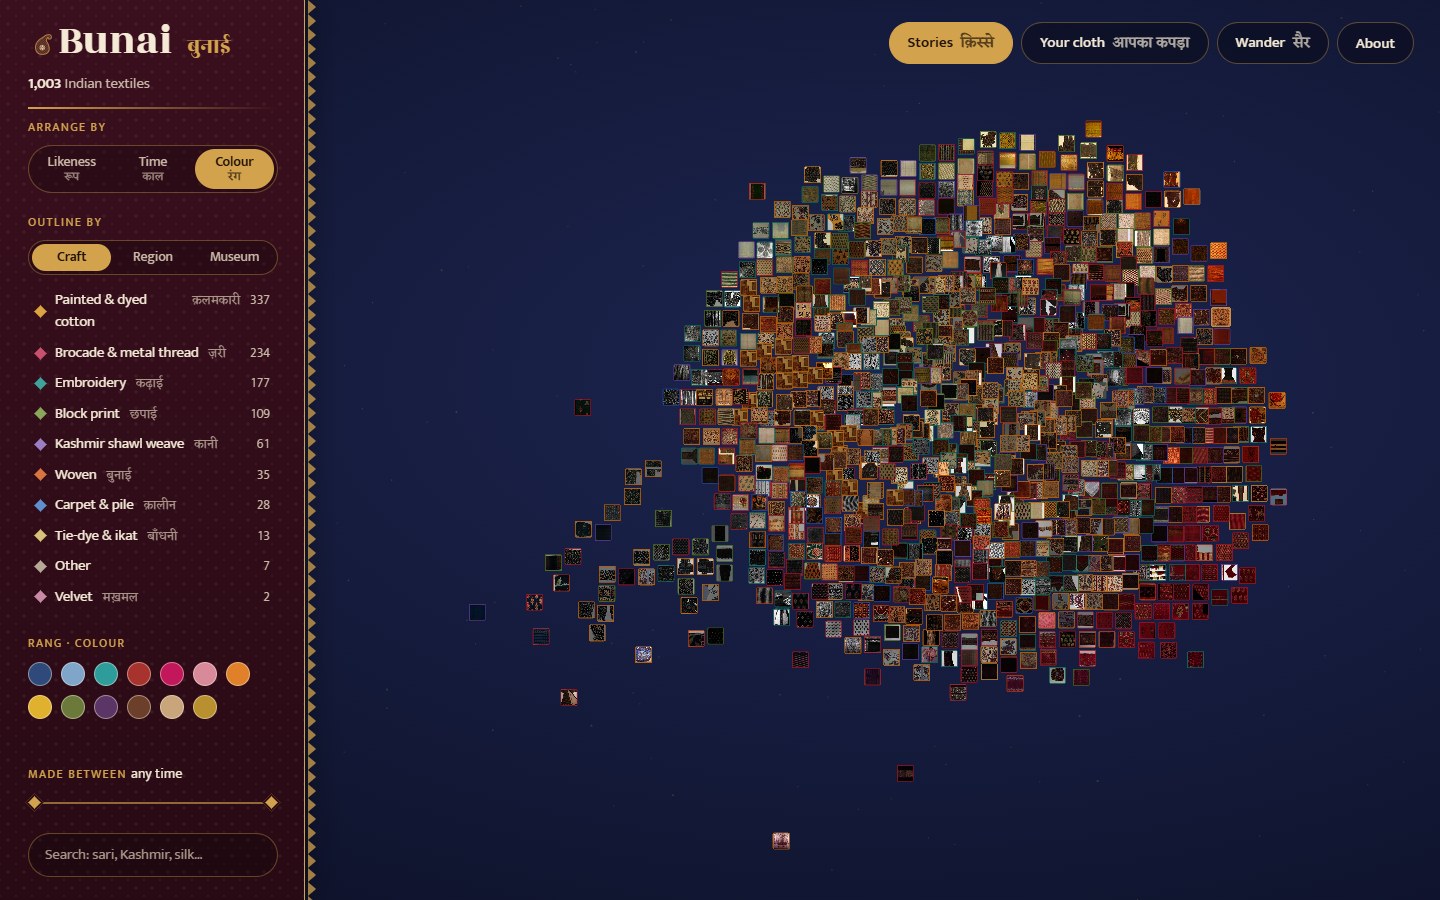 Bunai बुनाई
1,003 Indian textiles
ARRANGE BY
Likeness
रूप
Time
काल
Colour
रंग
OUTLINE BY
Craft
Region
Museum
Painted & dyed cotton क़लमकारी 337
Brocade & metal thread ज़री 234
Embroidery कढ़ाई 177
Block print छपाई 109
Kashmir shawl weave कानी 61
Woven बुनाई 35
Carpet & pile क़ालीन 28
Tie-dye & ikat बाँधनी 13
Other 7
Velvet मख़मल 2
RANG · COLOUR
MADE BETWEEN any time
Search: sari, Kashmir, silk...
Stories क़िस्से
Your cloth आपका कपड़ा
Wander सैर
About